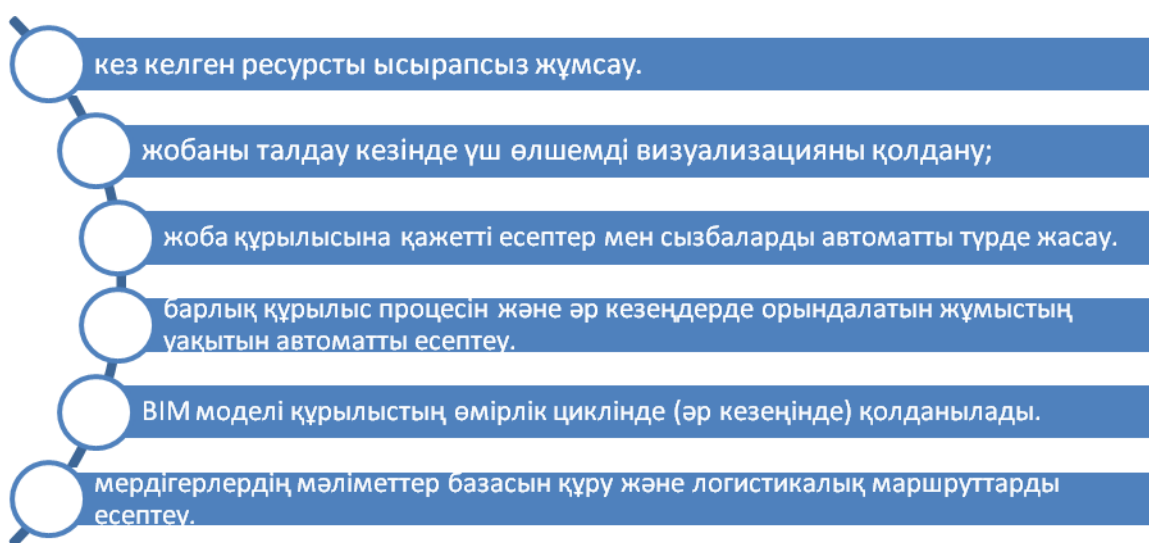 кез келген ресурсты ысырапсыз жұмсау.
жобаны талдау кезінде үш өлшемді визуализацияны қолдану;
жоба құрылысына қажетті есептер мен сызбаларды автоматты түрде жасау.
барлық құрылыс процесін және әр кезеңдерде орындалатын жұмыстың
уақытын автоматты есептеу.
BIM моделі құрылыстың өмірлік циклінде (әр кезеңінде) қолданылады.
мердігерлердің мәліметтер базасын құру және логистикалық маршруттарды
есептеу.